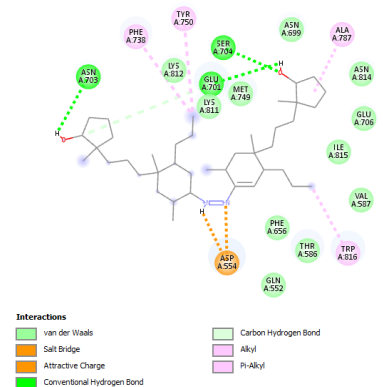 TYR
A:750
PHE
A:738
SER
A:704
ASN
A:699
ALA
A:787
ASN
A:703
LYS
A:812
GLU
A:701
MET
A:749
ASN
A:814
LYS
A:811
GLU
A:706
ILE
A:815
VAL
A:587
PHE
A:656
THR
A:586
TRP
A:816
ASP
A:554
GLN
A:552
H
O
H
O
N
N
H
Interactions
van der Waals
Salt Bridge
Attractive Charge
Conventional Hydrogen Bond
Carbon Hydrogen Bond
Alkyl
Pi-Alkyl